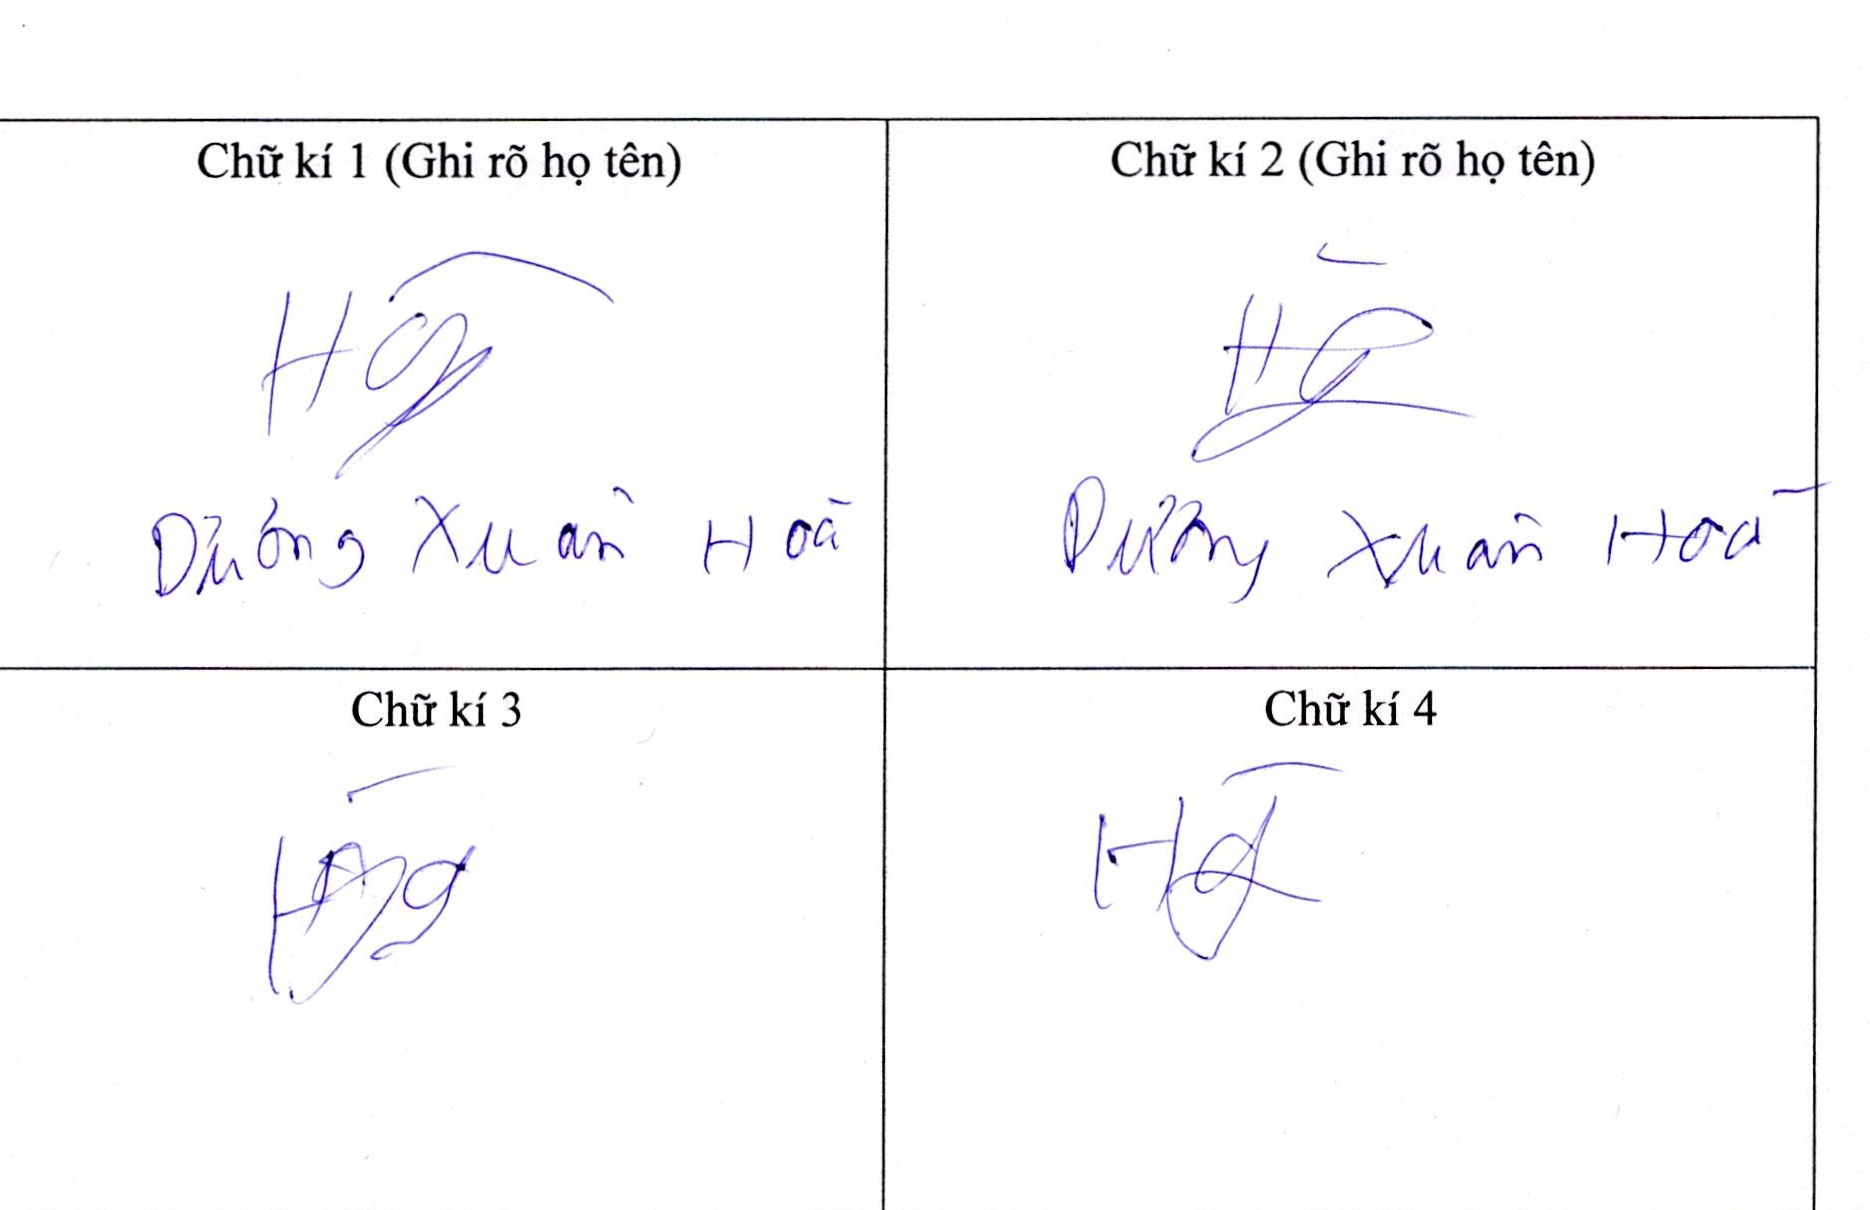 Chữ kí 1 (Ghi rõ họ tên)
Dương Xuân Hoà
Chữ kí 2 (Ghi rõ họ tên)
Dương Xuân Hoà
Chữ kí 3
Chữ kí 4